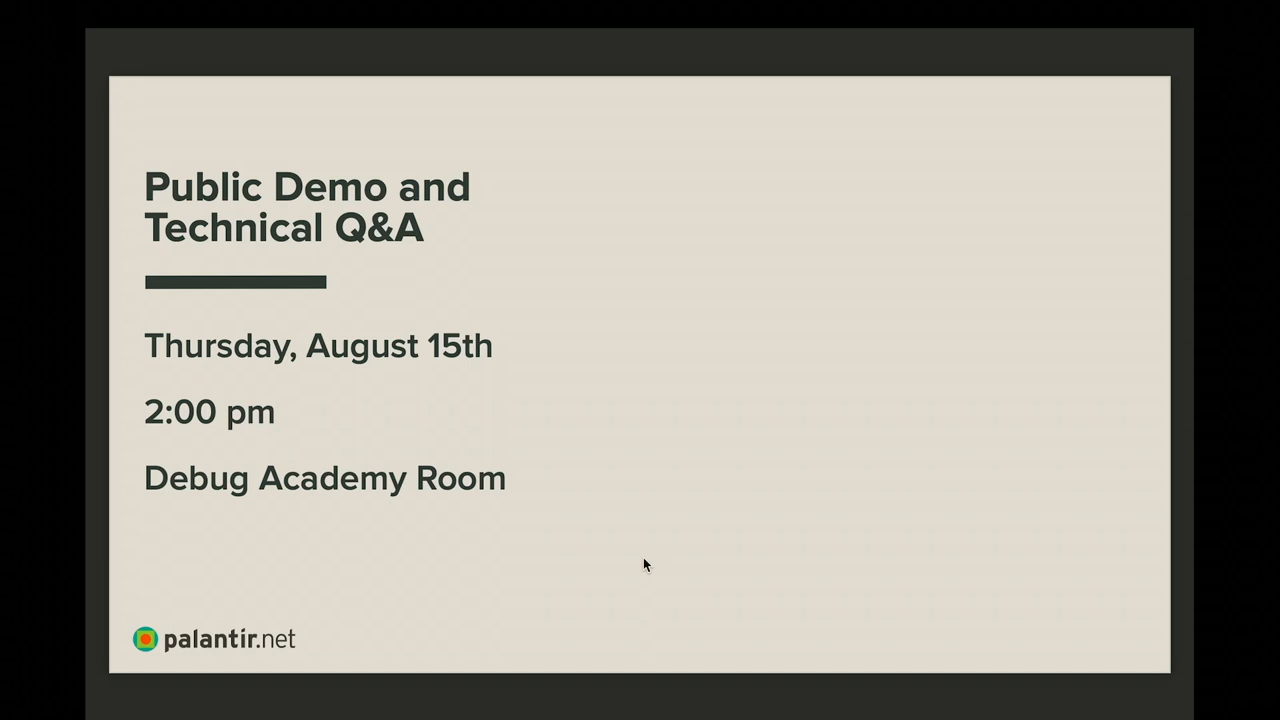 Public Demo and
Technical Q&A
Thursday, August 15th
2:00 pm
Debug Academy Room
palantir.net